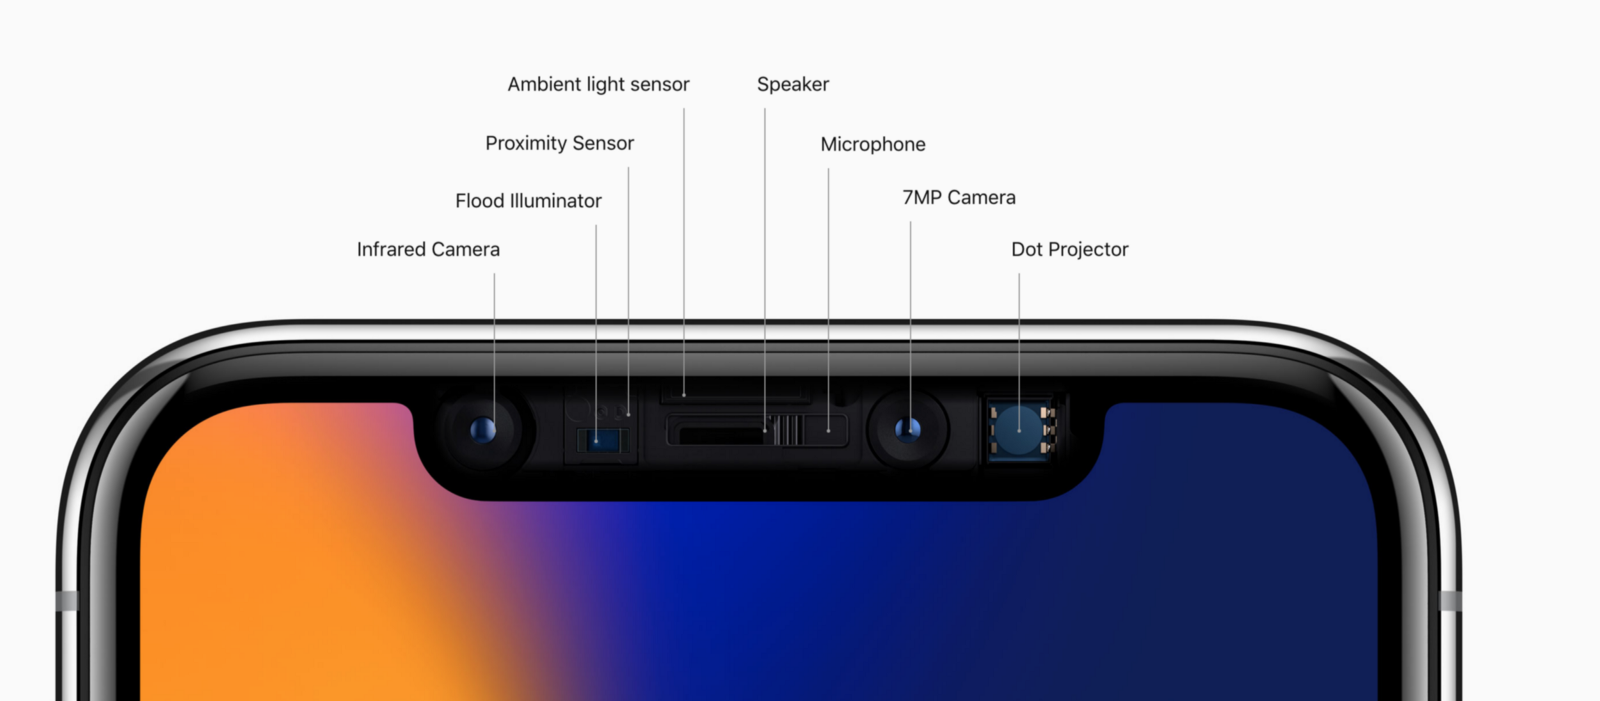 Ambient light sensor
Speaker
Proximity Sensor
Microphone
Flood Illuminator
7MP Camera
Infrared Camera
Dot Projector